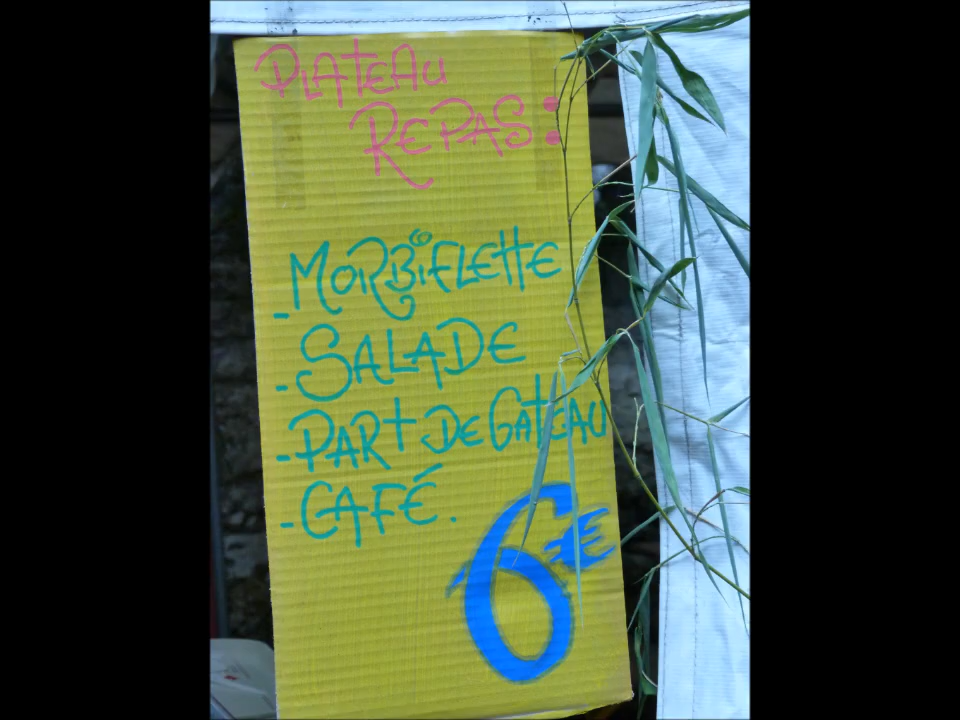 PLATEAU
REPAS:
- MORBIFLETTE
- SALADE
- PART DE GATEAU
- CAFÉ.
6€